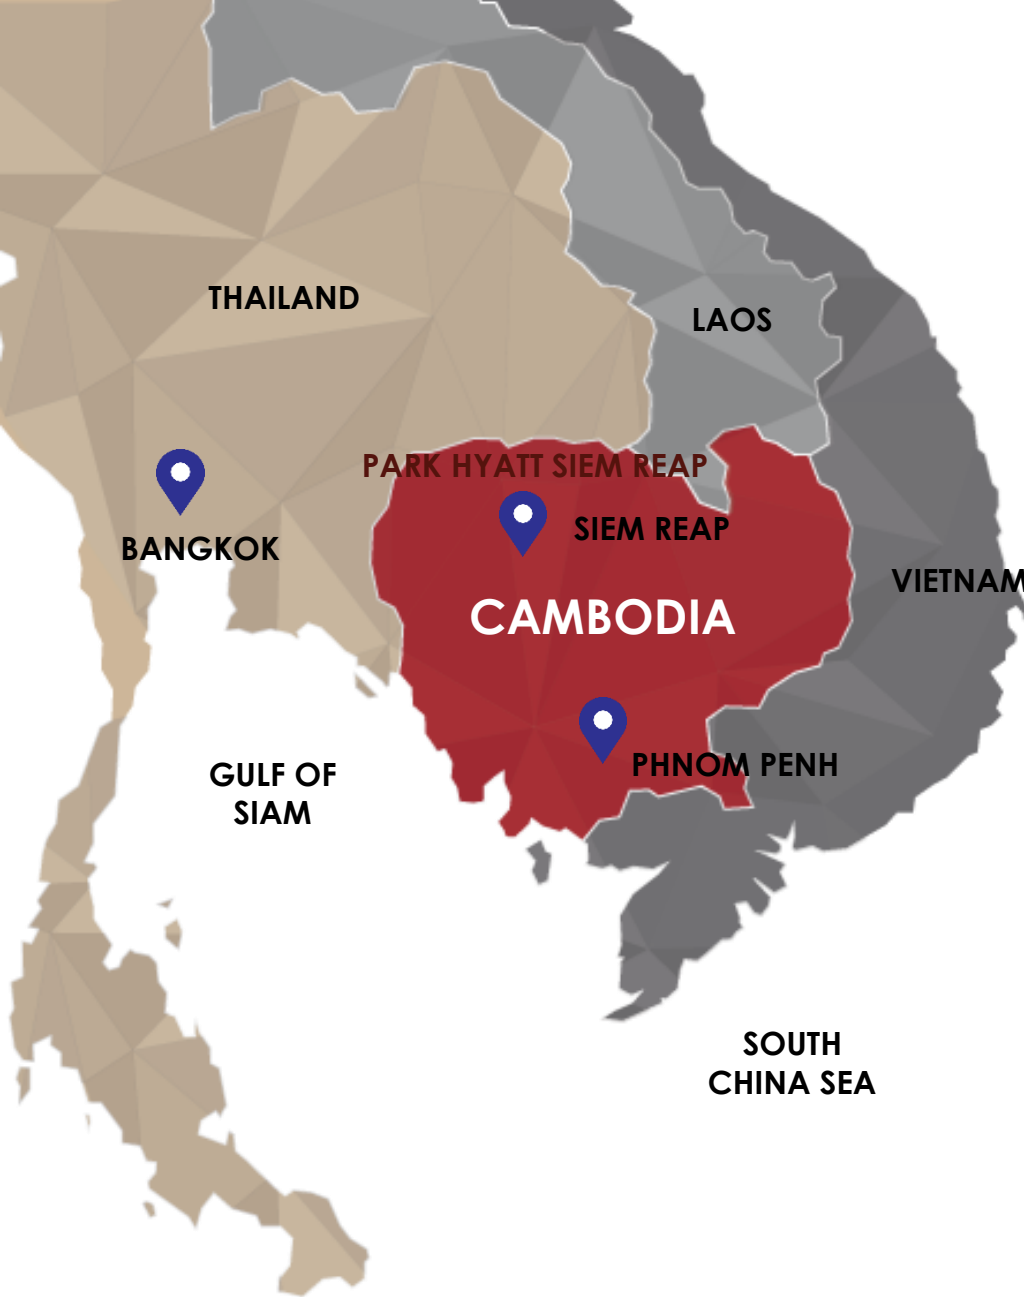 THAILAND
LAOS
PARK HYATT SIEM REAP
SIEM REAP
BANGKOK
VIETNAM
CAMBODIA
PHNOM PENH
GULF OF
SIAM
SOUTH
CHINA SEA